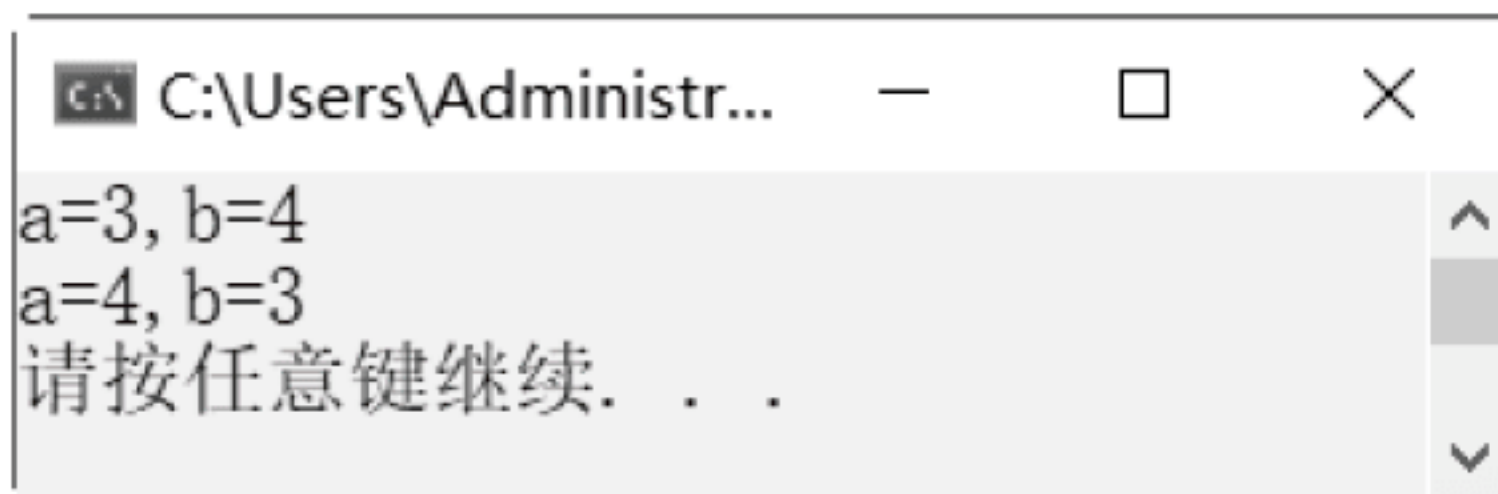 C:\Users\Administr...
a=3, b=4
a=4, b=3
请按任意键继续. . .